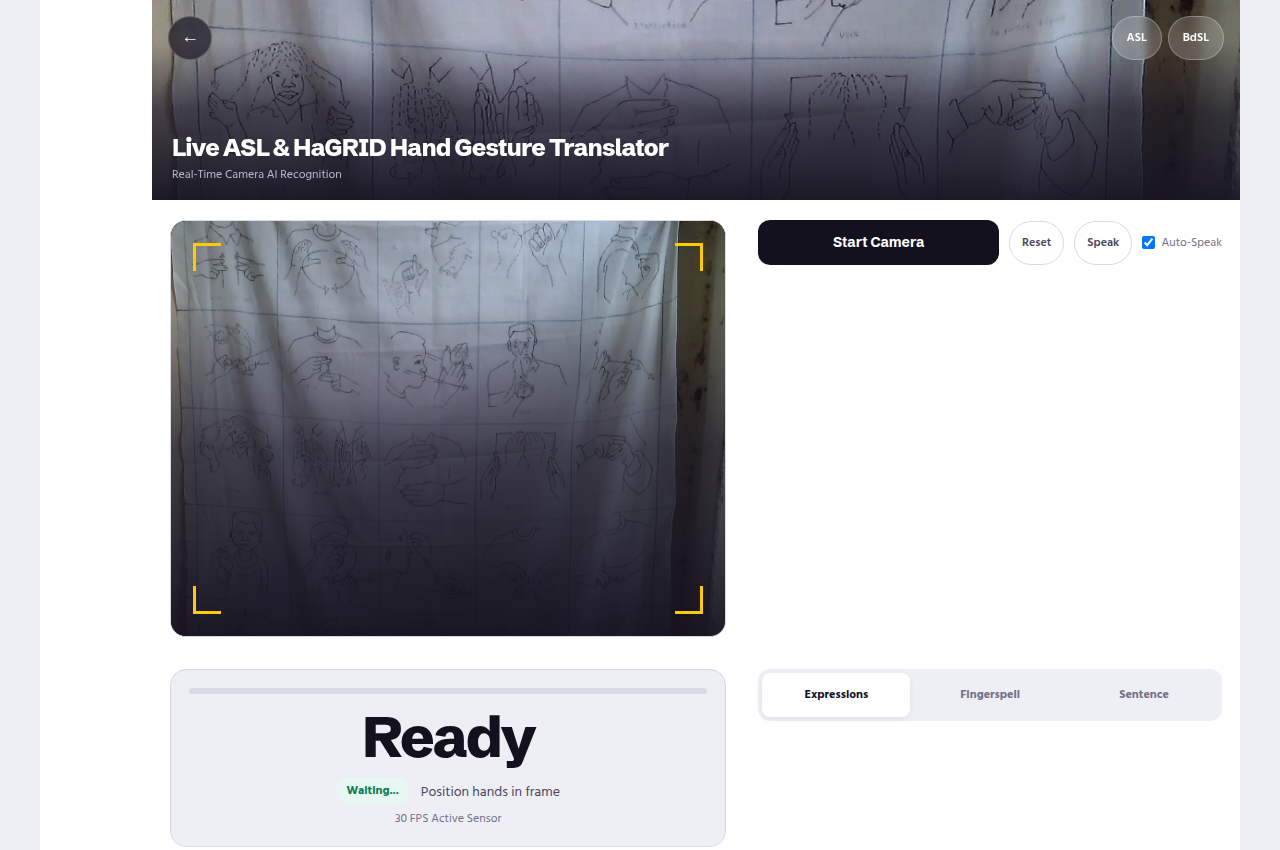 ←
ASL
BdSL
Live ASL & HaGRID Hand Gesture Translator
Real-Time Camera AI Recognition
Start Camera
Reset
Speak
Auto-Speak
Ready
Waiting...
Position hands in frame
30 FPS Active Sensor
Expressions
Fingerspell
Sentence